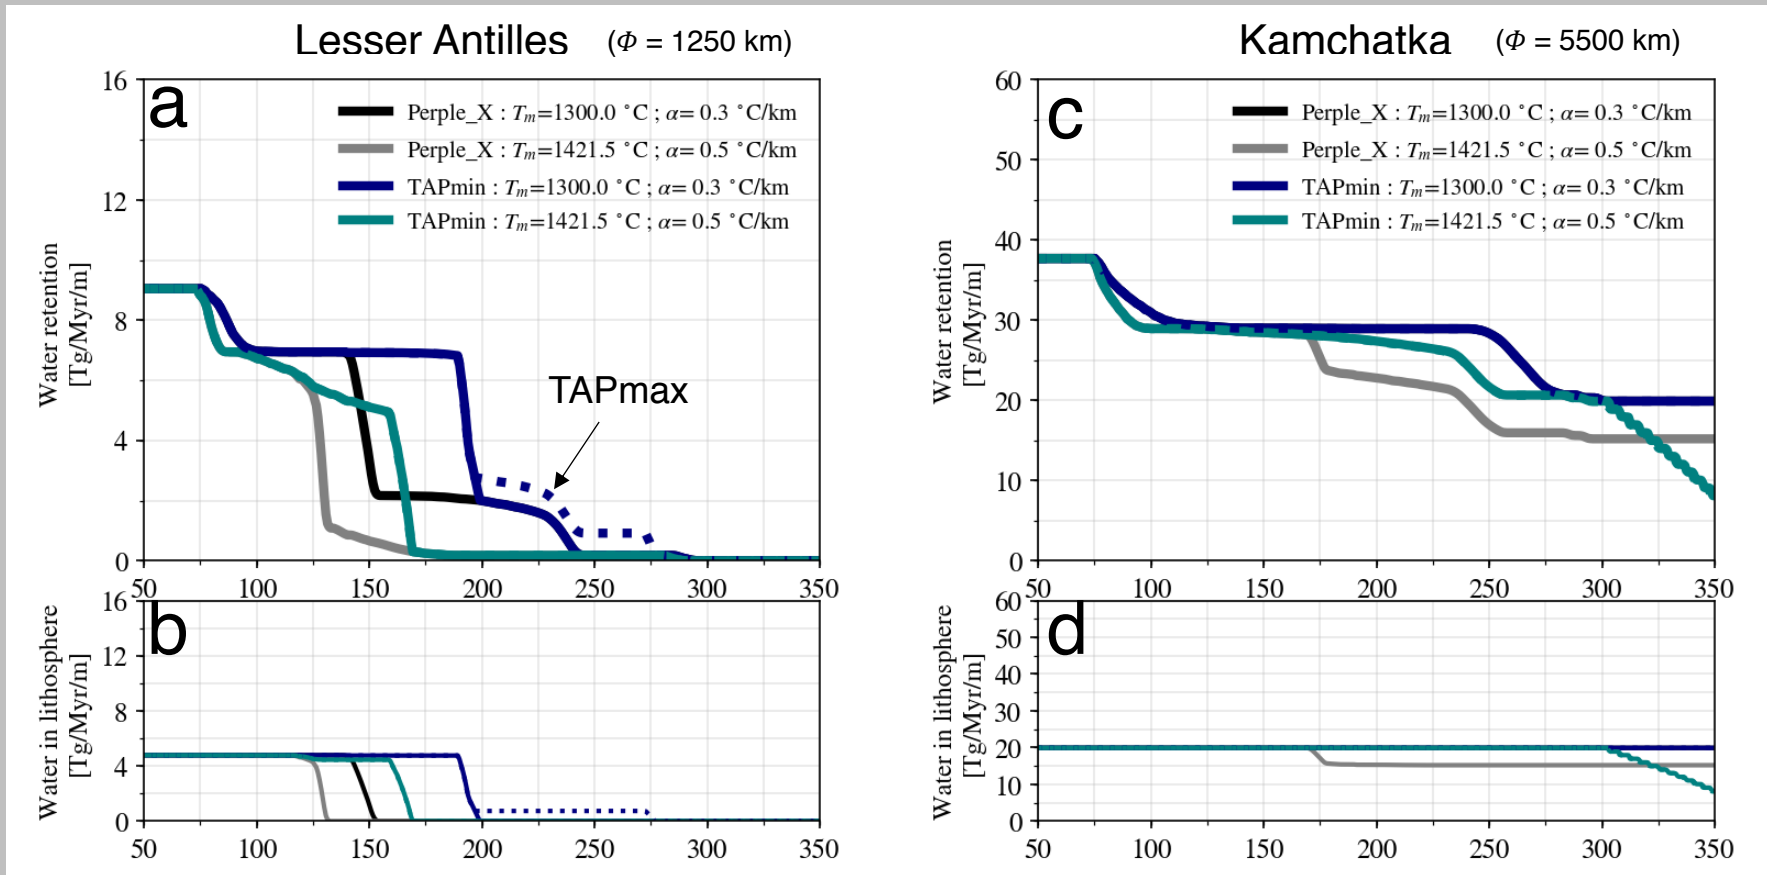 Lesser Antilles (Φ = 1250 km)
Kamchatka (Φ = 5500 km)
a
16
12
8
4
0
Water retention
[Tg/Myr/m]
Perple_X : Tm=1300.0 °C ; α= 0.3 °C/km
Perple_X : Tm=1421.5 °C ; α= 0.5 °C/km
TAPmin : Tm=1300.0 °C ; α= 0.3 °C/km
TAPmin : Tm=1421.5 °C ; α= 0.5 °C/km
TAPmax
50 100 150 200 250 300 350
b
16
12
8
4
0
Water in lithosphere
[Tg/Myr/m]
50 100 150 200 250 300 350
c
60
50
40
30
20
10
0
Water retention
[Tg/Myr/m]
Perple_X : Tm=1300.0 °C ; α= 0.3 °C/km
Perple_X : Tm=1421.5 °C ; α= 0.5 °C/km
TAPmin : Tm=1300.0 °C ; α= 0.3 °C/km
TAPmin : Tm=1421.5 °C ; α= 0.5 °C/km
50 100 150 200 250 300 350
d
60
50
40
30
20
10
0
Water in lithosphere
[Tg/Myr/m]
50 100 150 200 250 300 350